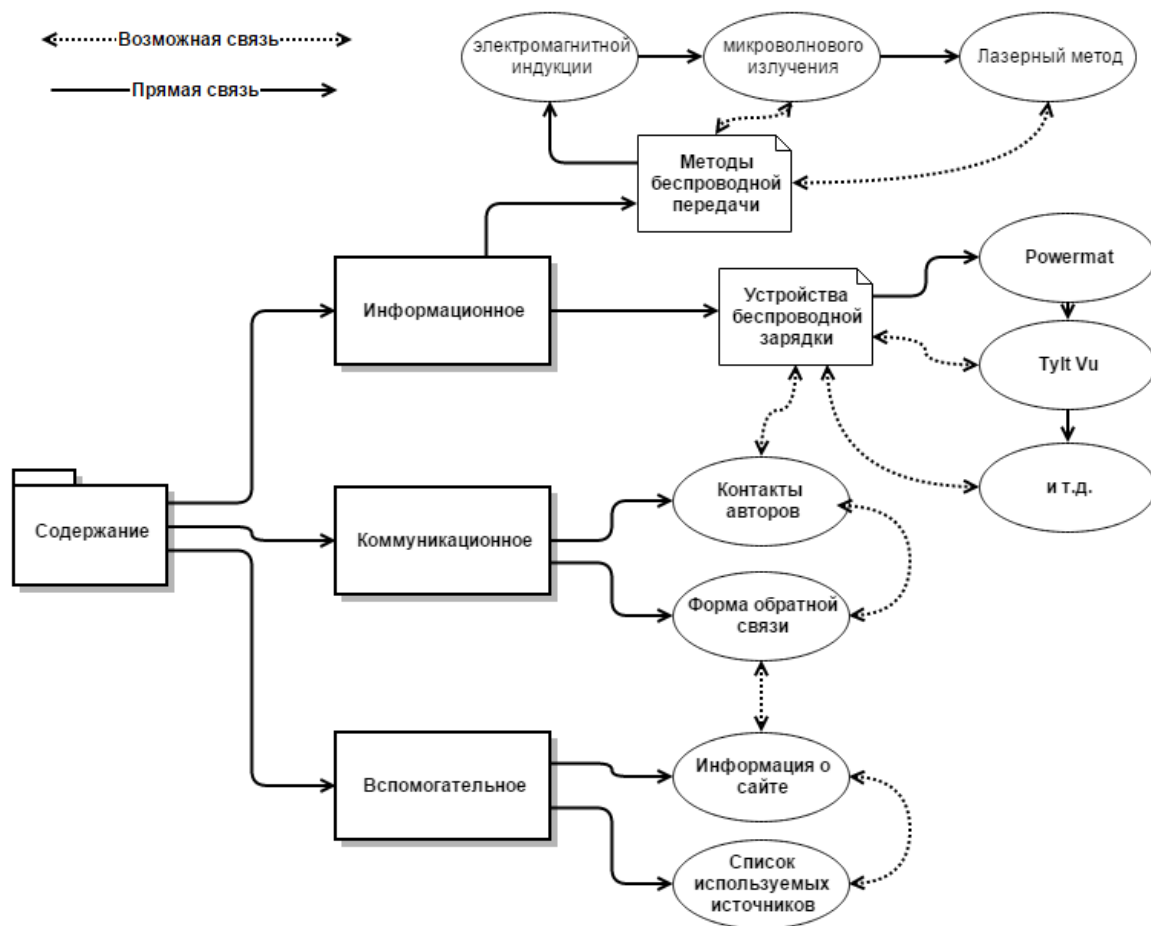 Возможная связь
Прямая связь
электромагнитной
индукции
микроволнового
излучения
Лазерный метод
Методы
беспроводной
передачи
Информационное
Устройства
беспроводной
зарядки
Powermat
Tylt Vu
и т.д.
Содержание
Коммуникационное
Контакты
авторов
Форма обратной
связи
Вспомогательное
Информация о
сайте
Список
используемых
источников